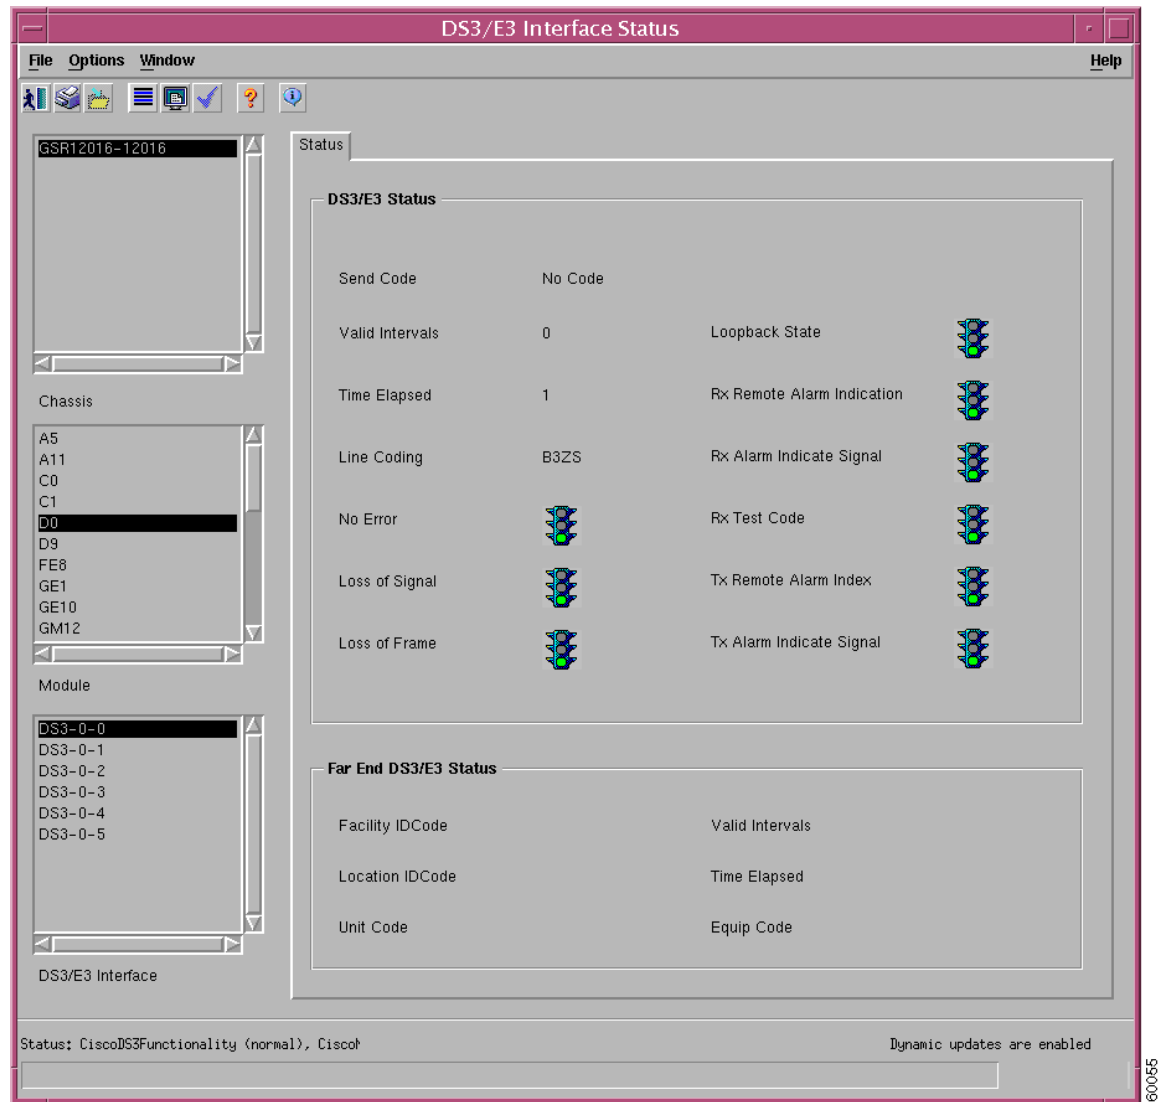 DS3/E3 Interface Status
File Options Window Help
GSR12016-12016
Chassis
A5
A11
C0
C1
D0
D9
FE8
GE1
GE10
GM12
Module
DS3-0-0
DS3-0-1
DS3-0-2
DS3-0-3
DS3-0-4
DS3-0-5
DS3/E3 Interface
Status
DS3/E3 Status
Send Code No Code
Valid Intervals 0 Loopback State
Time Elapsed 1 Rx Remote Alarm Indication
Line Coding B3ZS Rx Alarm Indicate Signal
No Error Rx Test Code
Loss of Signal Tx Remote Alarm Index
Loss of Frame Tx Alarm Indicate Signal
Far End DS3/E3 Status
Facility IDCode Valid Intervals
Location IDCode Time Elapsed
Unit Code Equip Code
Status: CiscoDS3Functionality (normal), Dynamic updates are enabled
60055